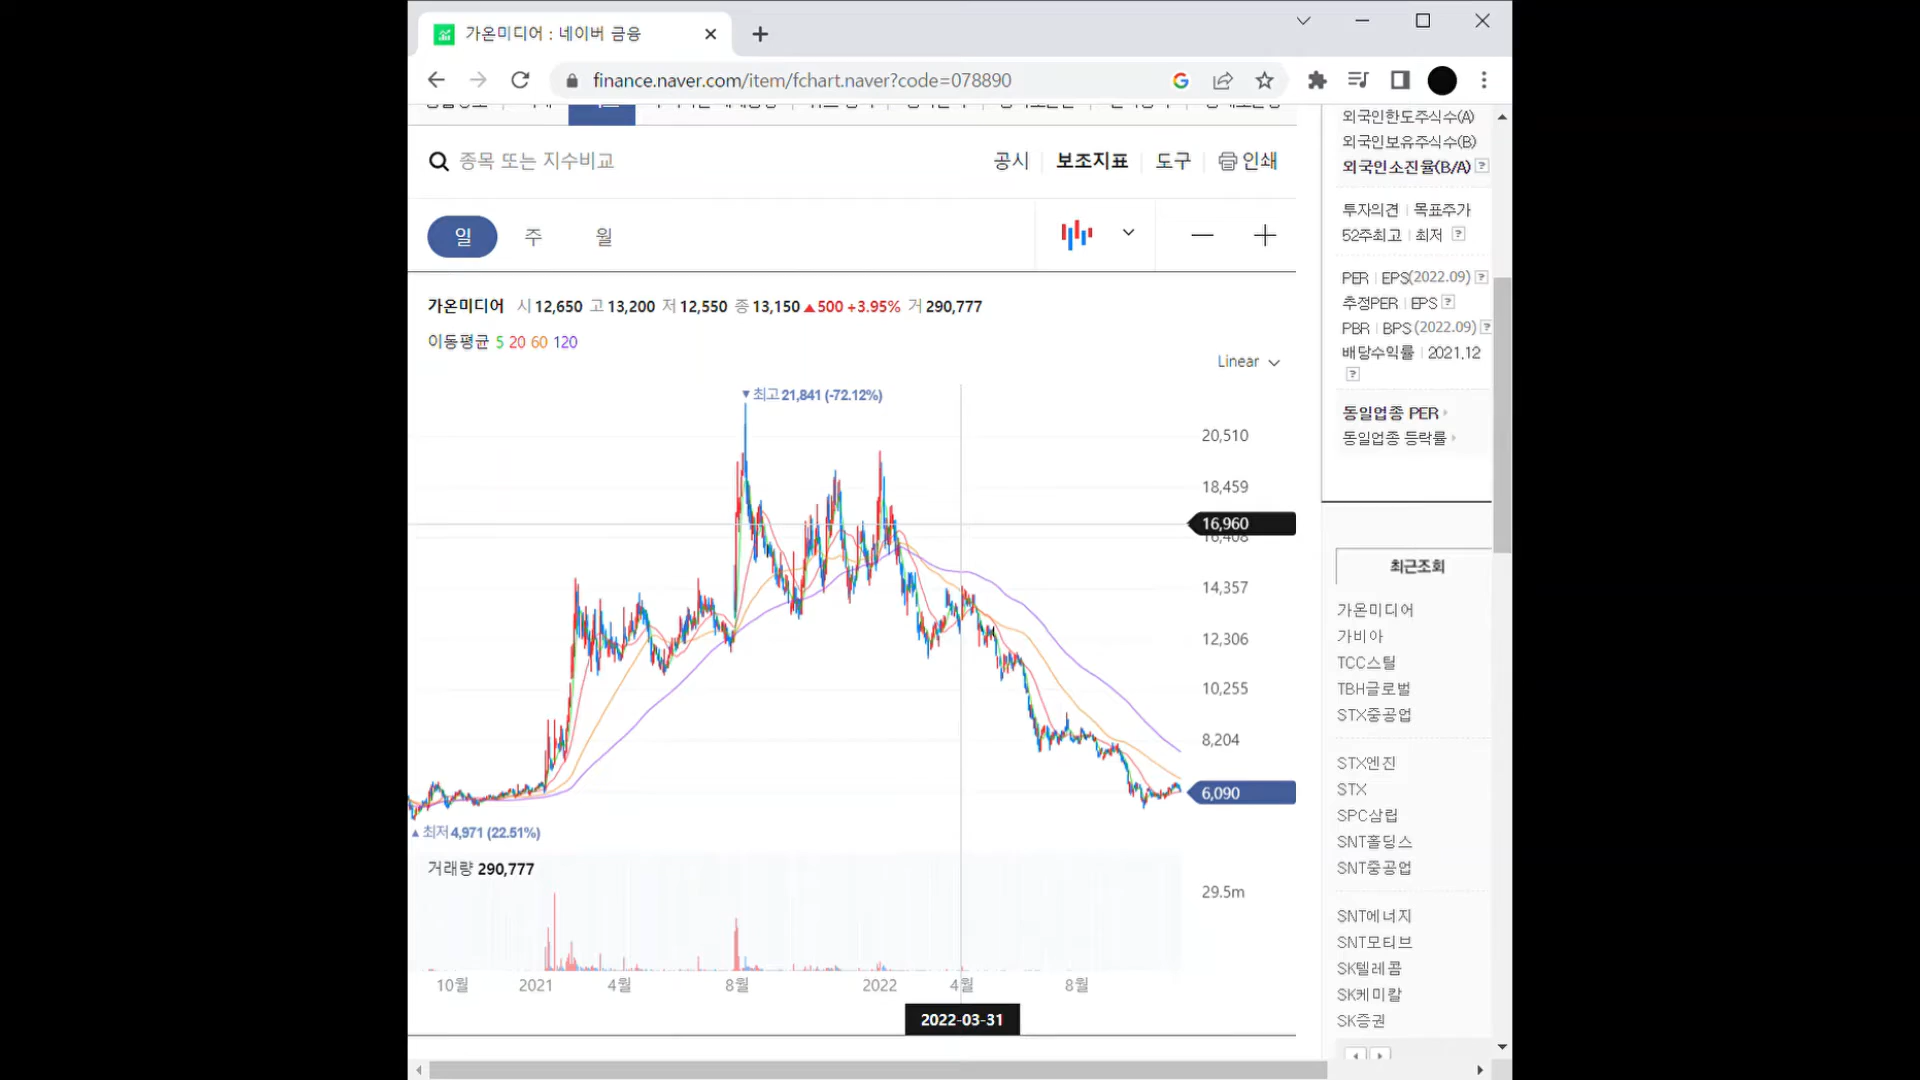 가온미디어 : 네이버 금융
finance.naver.com/item/fchart.naver?code=078890
종목 또는 지수비교
공시 보조지표 도구 인쇄
일 주 월
가온미디어 시 12,650 고 13,200 저 12,550 종 13,150 ▲500 +3.95% 거 290,777
이동평균 5 20 60 120
Linear
▼최고 21,841 (-72.12%)
20,510
18,459
16,960
16,408
14,357
12,306
10,255
8,204
6,090
▲최저 4,971 (22.51%)
거래량 290,777
29.5m
10월 2021 4월 8월 2022 4월 8월
2022-03-31
외국인한도주식수(A)
외국인보유주식수(B)
외국인소진율(B/A) ?
투자의견 | 목표주가
52주최고 | 최저 ?
PER | EPS(2022.09) ?
추정PER | EPS ?
PBR | BPS (2022.09) ?
배당수익률 | 2021.12
?
동일업종 PER
동일업종 등락률
최근조회
가온미디어
가비아
TCC스틸
TBH글로벌
STX중공업
STX엔진
STX
SPC삼립
SNT홀딩스
SNT중공업
SNT에너지
SNT모티브
SK텔레콤
SK케미칼
SK증권